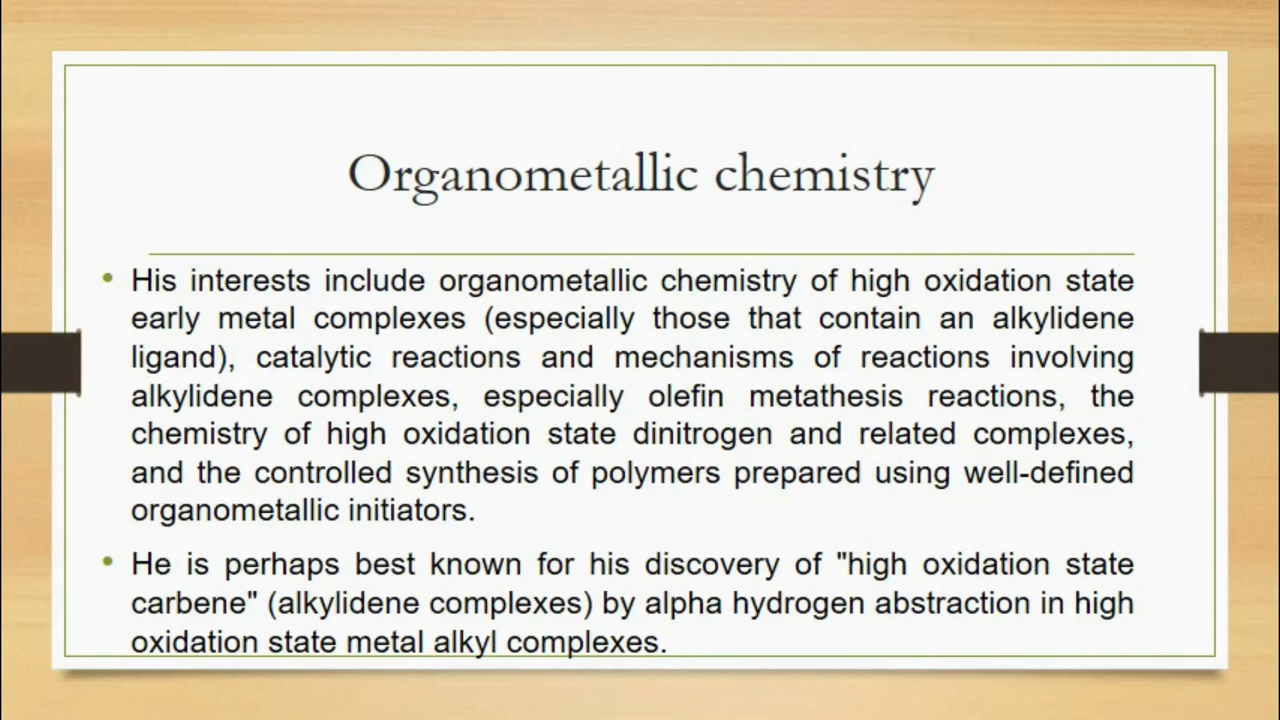 Organometallic chemistry
• His interests include organometallic chemistry of high oxidation state
early metal complexes (especially those that contain an alkylidene
ligand), catalytic reactions and mechanisms of reactions involving
alkylidene complexes, especially olefin metathesis reactions, the
chemistry of high oxidation state dinitrogen and related complexes,
and the controlled synthesis of polymers prepared using well-defined
organometallic initiators.
• He is perhaps best known for his discovery of "high oxidation state
carbene" (alkylidene complexes) by alpha hydrogen abstraction in high
oxidation state metal alkyl complexes.